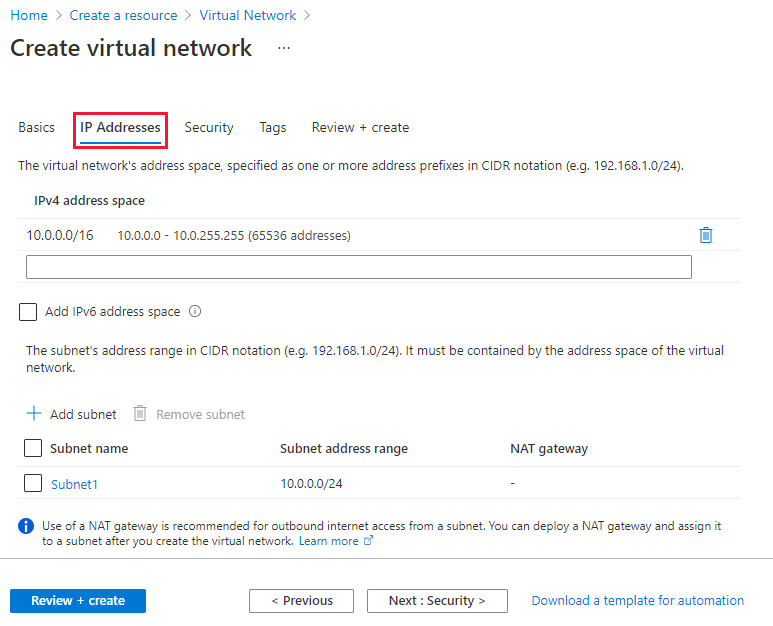 Home > Create a resource > Virtual Network >
Create virtual network ...
Basics IP Addresses Security Tags Review + create
The virtual network's address space, specified as one or more address prefixes in CIDR notation (e.g. 192.168.1.0/24).
IPv4 address space
10.0.0.0/16 10.0.0.0 - 10.0.255.255 (65536 addresses)
Add IPv6 address space
The subnet's address range in CIDR notation (e.g. 192.168.1.0/24). It must be contained by the address space of the virtual
network.
+ Add subnet Remove subnet
Subnet name Subnet address range NAT gateway
Subnet1 10.0.0.0/24 -
Use of a NAT gateway is recommended for outbound internet access from a subnet. You can deploy a NAT gateway and assign it
to a subnet after you create the virtual network. Learn more
Review + create < Previous Next : Security > Download a template for automation